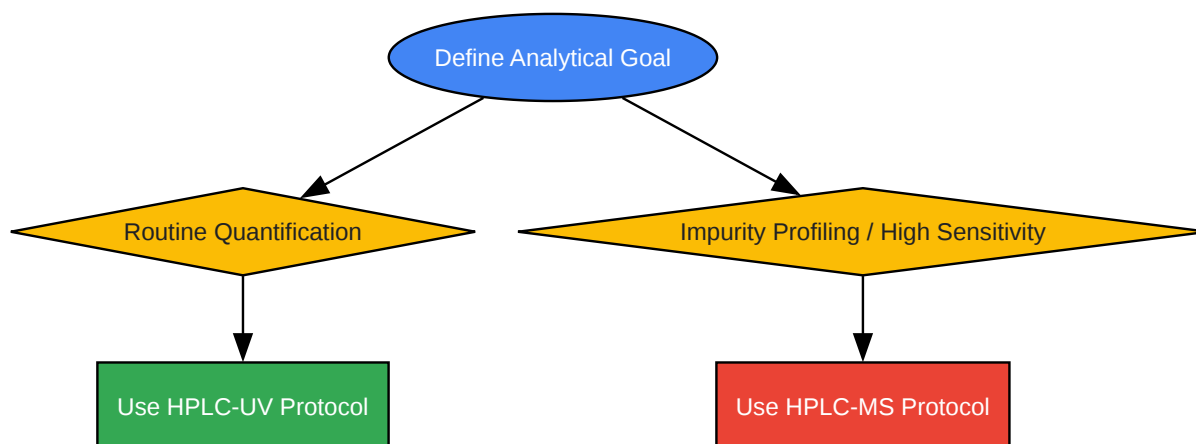 Define Analytical Goal
Routine Quantification
Impurity Profiling / High Sensitivity
Use HPLC-UV Protocol
Use HPLC-MS Protocol